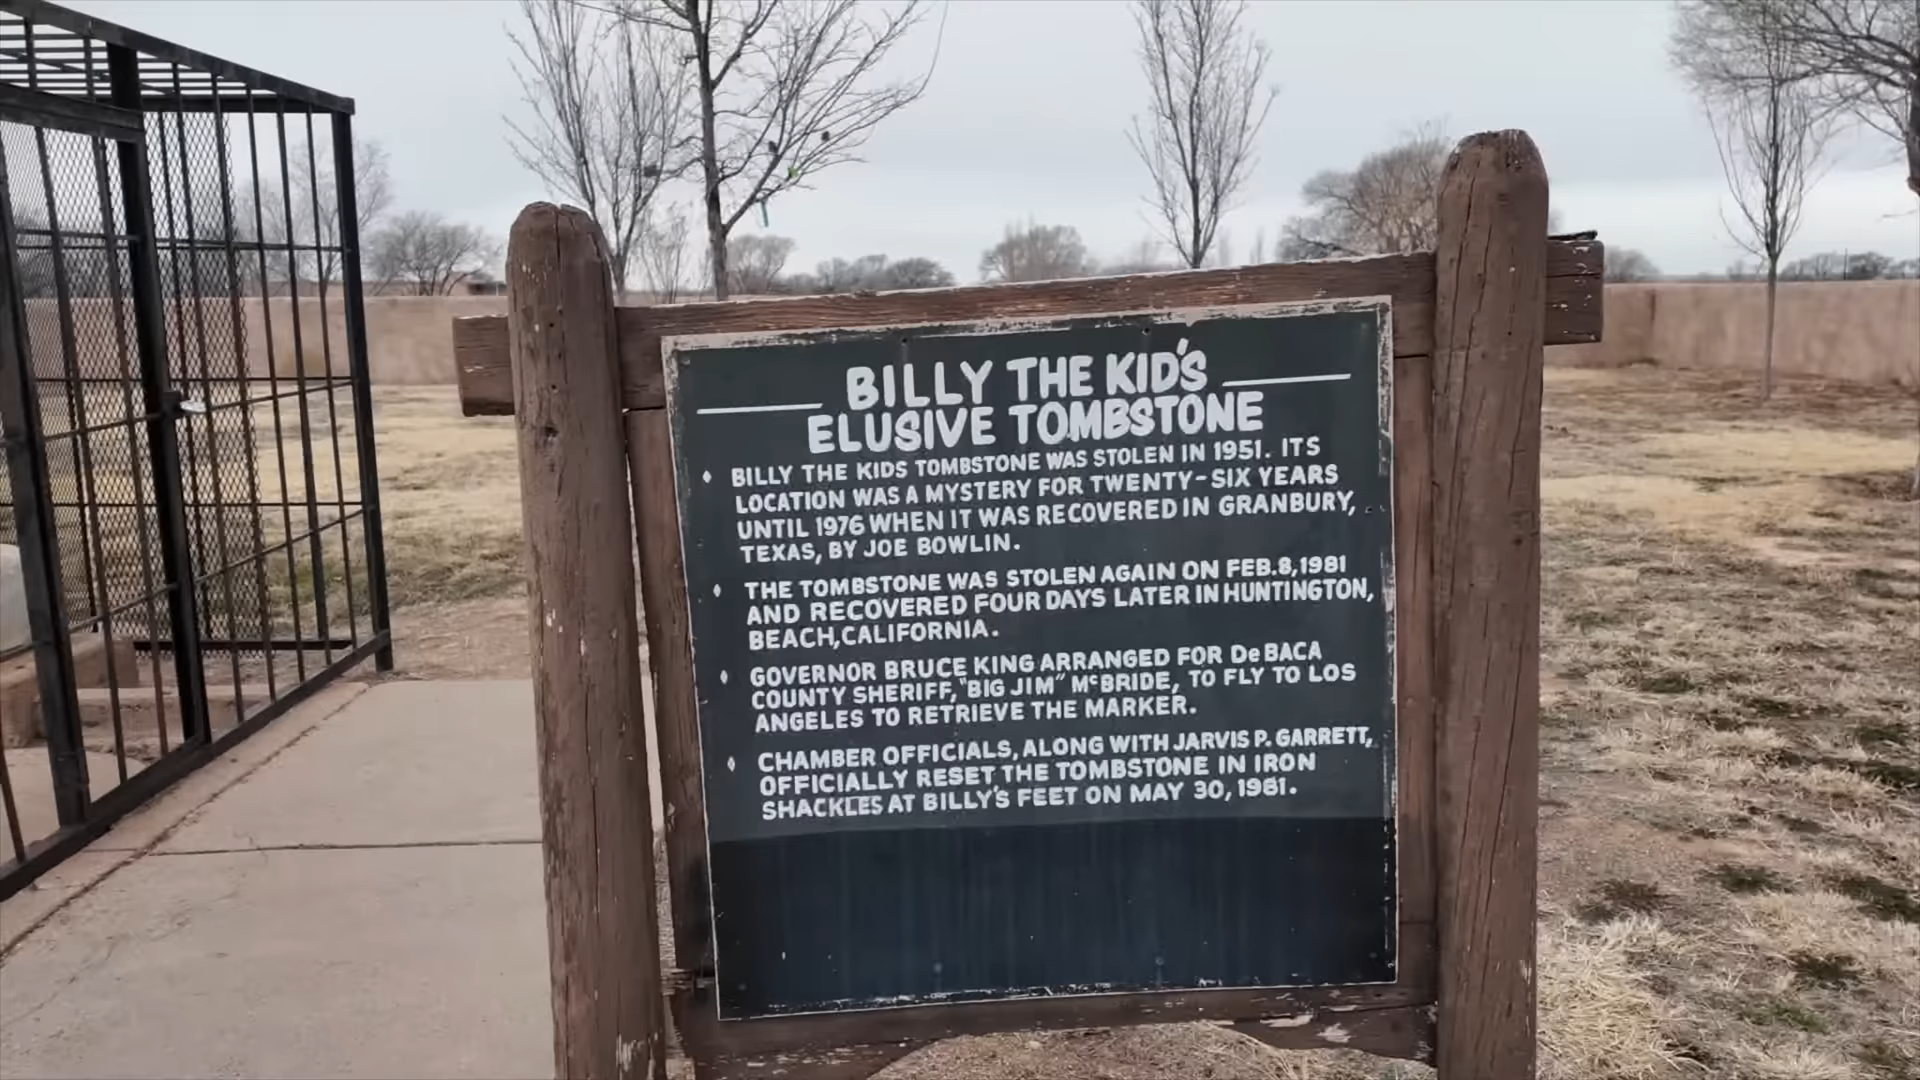 BILLY THE KID'S
ELUSIVE TOMBSTONE
BILLY THE KIDS TOMBSTONE WAS STOLEN IN 1951. ITS
LOCATION WAS A MYSTERY FOR TWENTY-SIX YEARS
UNTIL 1976 WHEN IT WAS RECOVERED IN GRANBURY,
TEXAS, BY JOE BOWLIN.
THE TOMBSTONE WAS STOLEN AGAIN ON FEB.8,1981
AND RECOVERED FOUR DAYS LATER IN HUNTINGTON,
BEACH,CALIFORNIA.
GOVERNOR BRUCE KING ARRANGED FOR DeBACA
COUNTY SHERIFF, "BIG JIM" McBRIDE, TO FLY TO LOS
ANGELES TO RETRIEVE THE MARKER.
CHAMBER OFFICIALS, ALONG WITH JARVIS P. GARRETT,
OFFICIALLY RESET THE TOMBSTONE IN IRON
SHACKLES AT BILLY'S FEET ON MAY 30, 1981.